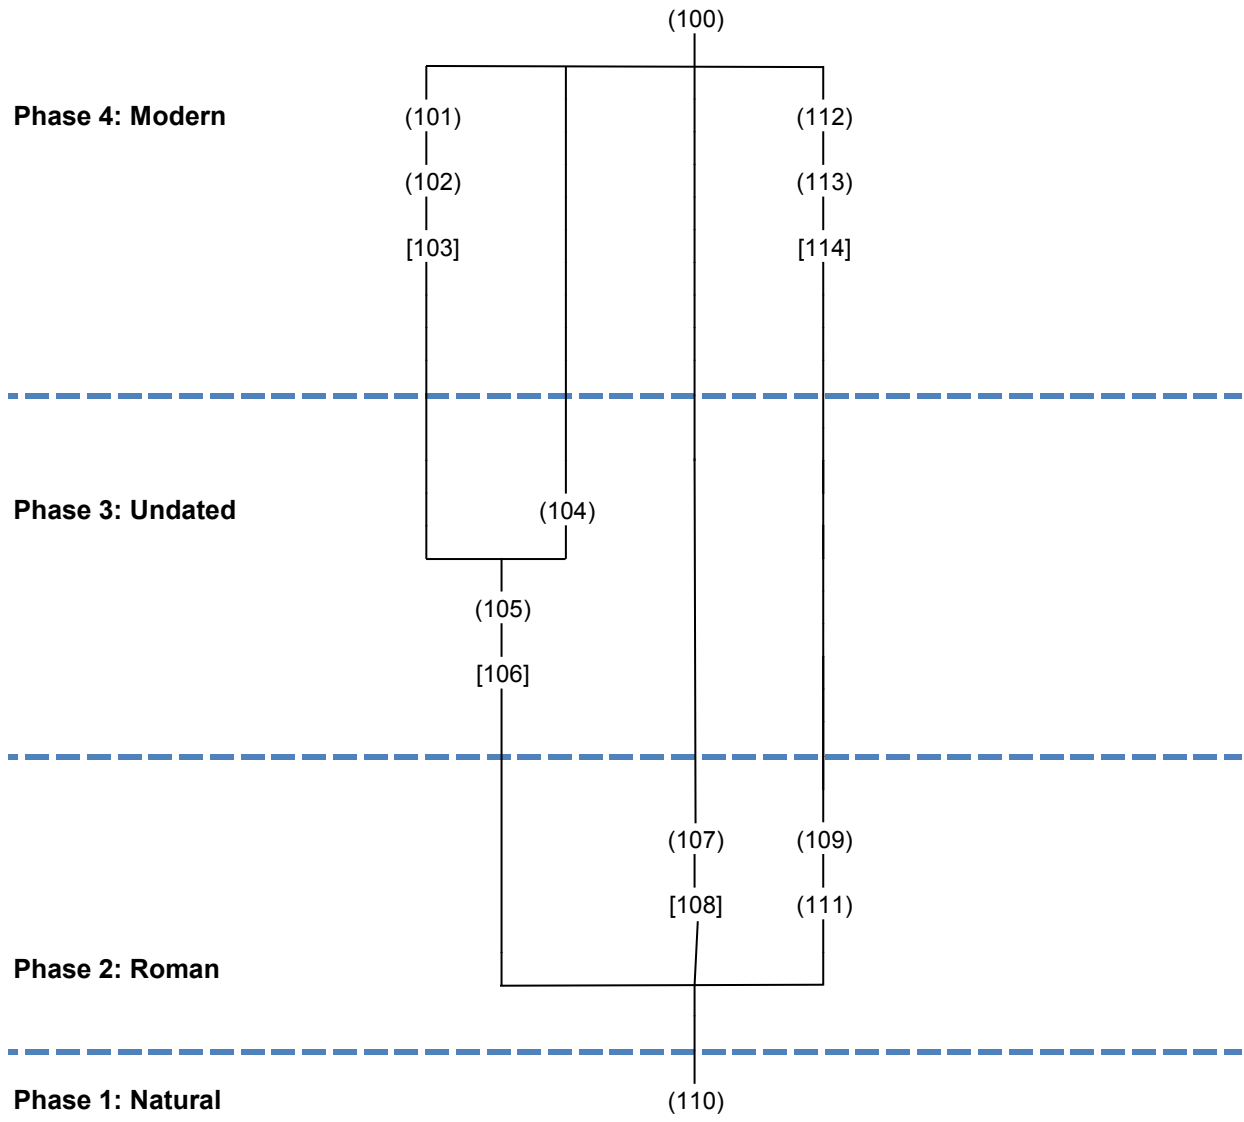 (100)
Phase 4: Modern (101) (112)
(102) (113)
[103] [114]
Phase 3: Undated (104)
(105)
[106]
(107) (109)
[108] (111)
Phase 2: Roman
Phase 1: Natural (110)